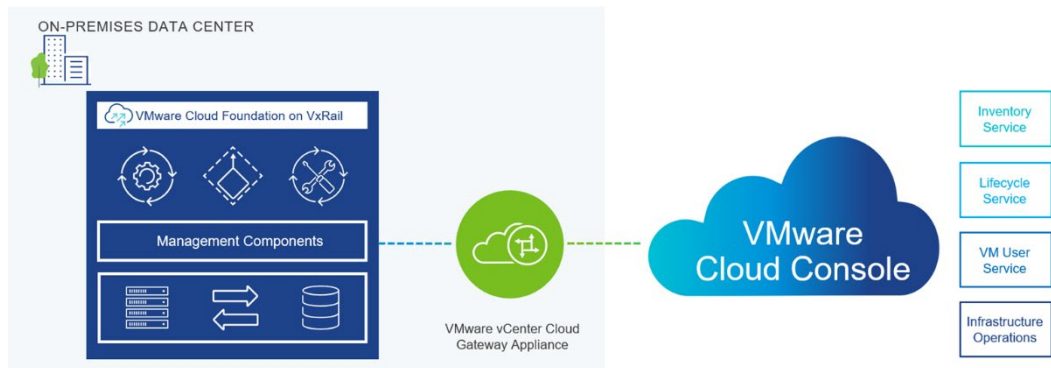 ON-PREMISES DATA CENTER
VMware Cloud Foundation on VxRail
Management Components
VMware vCenter Cloud
Gateway Appliance
VMware
Cloud Console
Inventory
Service
Lifecycle
Service
VM User
Service
Infrastructure
Operations